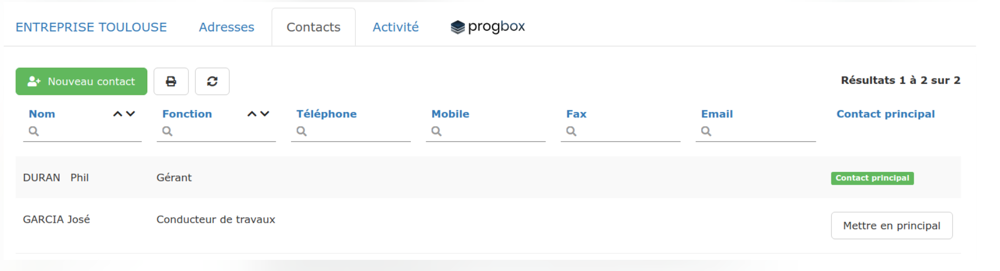 ENTREPRISE TOULOUSE Adresses Contacts Activité progbox
Nouveau contact Résultats 1 à 2 sur 2
Nom Fonction Téléphone Mobile Fax Email Contact principal
DURAN Phil Gérant Contact principal
GARCIA José Conducteur de travaux Mettre en principal